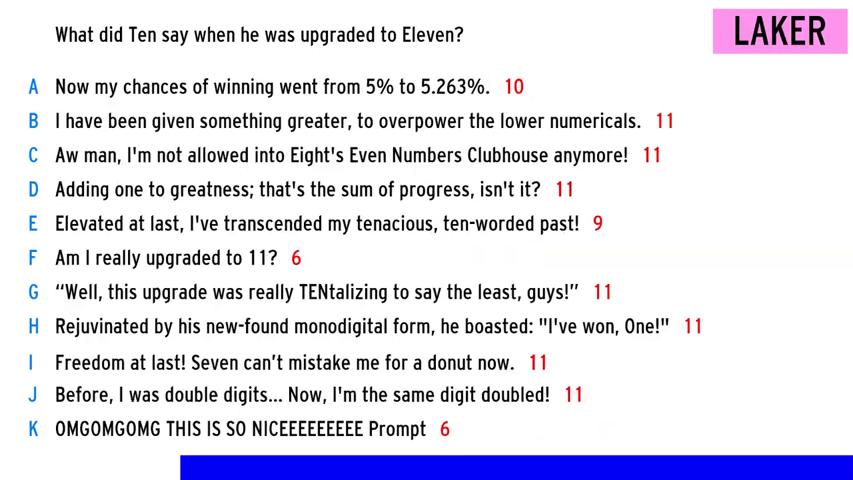 What did Ten say when he was upgraded to Eleven?
LAKER
A Now my chances of winning went from 5% to 5.263%. 10
B I have been given something greater, to overpower the lower numericals. 11
C Aw man, I'm not allowed into Eight's Even Numbers Clubhouse anymore! 11
D Adding one to greatness; that's the sum of progress, isn't it? 11
E Elevated at last, I've transcended my tenacious, ten-worded past! 9
F Am I really upgraded to 11? 6
G “Well, this upgrade was really TENtalizing to say the least, guys!” 11
H Rejuvinated by his new-found monodigital form, he boasted: "I've won, One!" 11
I Freedom at last! Seven can’t mistake me for a donut now. 11
J Before, I was double digits... Now, I'm the same digit doubled! 11
K OMGOMGOMG THIS IS SO NICEEEEEEEEE Prompt 6